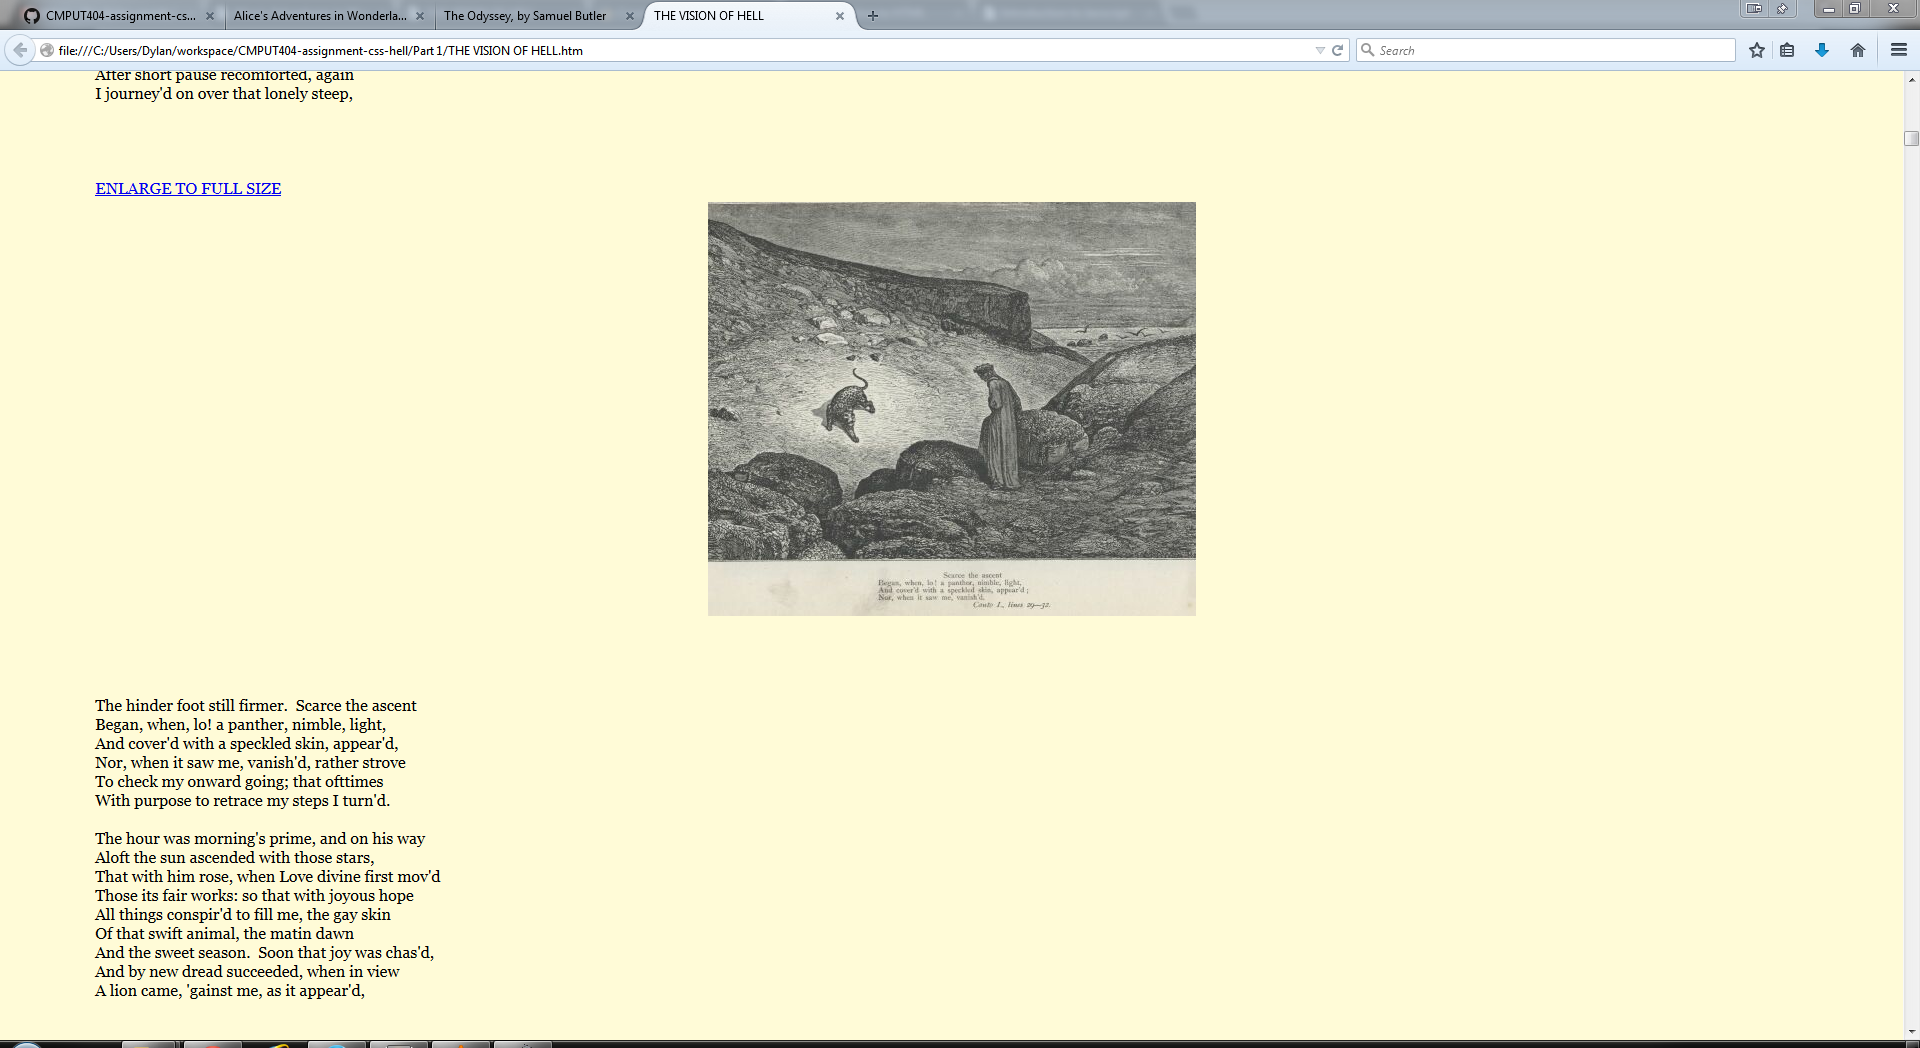 CMPUT404-assignment-cs...
Alice's Adventures in Wonderla...
The Odyssey, by Samuel Butler
THE VISION OF HELL
file:///C:/Users/Dylan/workspace/CMPUT404-assignment-css-hell/Part 1/THE VISION OF HELL.htm
Search
After short pause recomforted, again
I journey'd on over that lonely steep,
ENLARGE TO FULL SIZE
Scarce the ascent
Began, when, lo! a panther, nimble, light,
And cover'd with a speckled skin, appear'd;
Nor, when it saw me, vanish'd.
Canto I., lines 29—32.
The hinder foot still firmer.  Scarce the ascent
Began, when, lo! a panther, nimble, light,
And cover'd with a speckled skin, appear'd,
Nor, when it saw me, vanish'd, rather strove
To check my onward going; that ofttimes
With purpose to retrace my steps I turn'd.
The hour was morning's prime, and on his way
Aloft the sun ascended with those stars,
That with him rose, when Love divine first mov'd
Those its fair works: so that with joyous hope
All things conspir'd to fill me, the gay skin
Of that swift animal, the matin dawn
And the sweet season.  Soon that joy was chas'd,
And by new dread succeeded, when in view
A lion came, 'gainst me, as it appear'd,